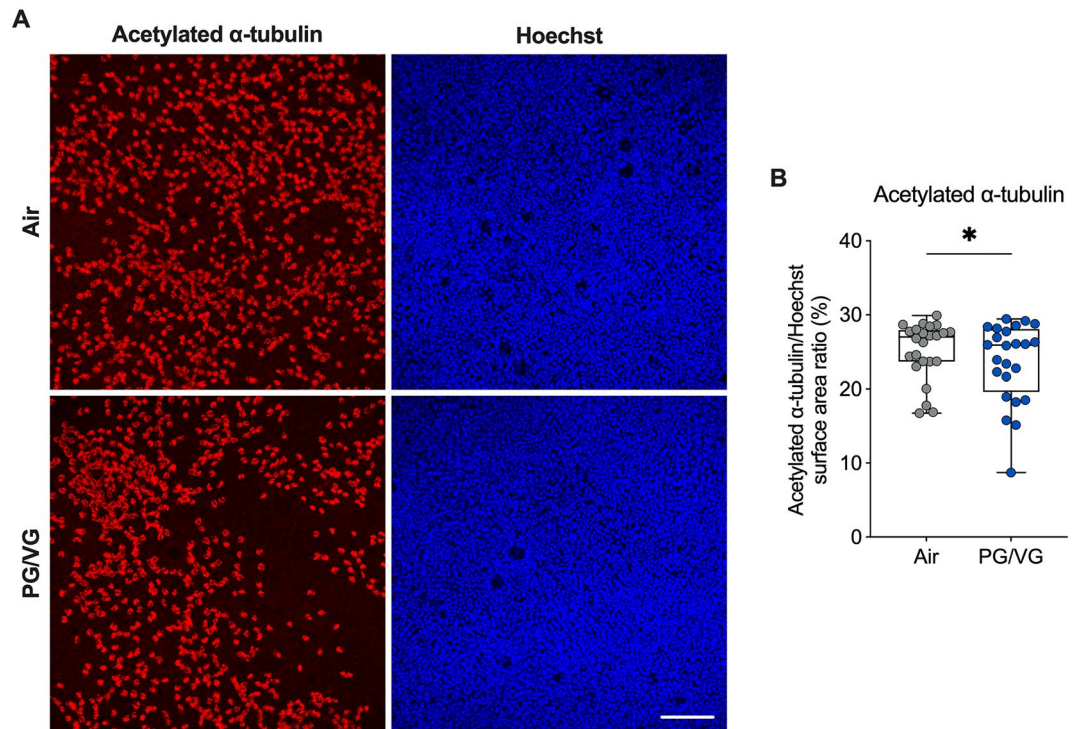 A
Acetylated α-tubulin
Hoechst
Air
PG/VG
B
Acetylated α-tubulin
*
Acetylated α-tubulin/Hoechst
surface area ratio (%)
40
30
20
10
0
Air
PG/VG